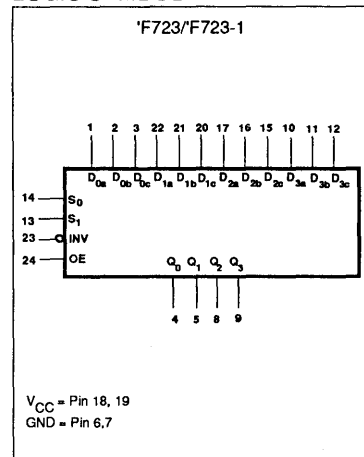 'F723/'F723-1
1 2 3 22 21 20 17 16 15 10 11 12
D0a D0b D0c D1a D1b D1c D2a D2b D2c D3a D3b D3c
14 S0
13 S1
23 INV
24 OE
Q0 Q1 Q2 Q3
4 5 8 9
VCC = Pin 18, 19
GND = Pin 6,7